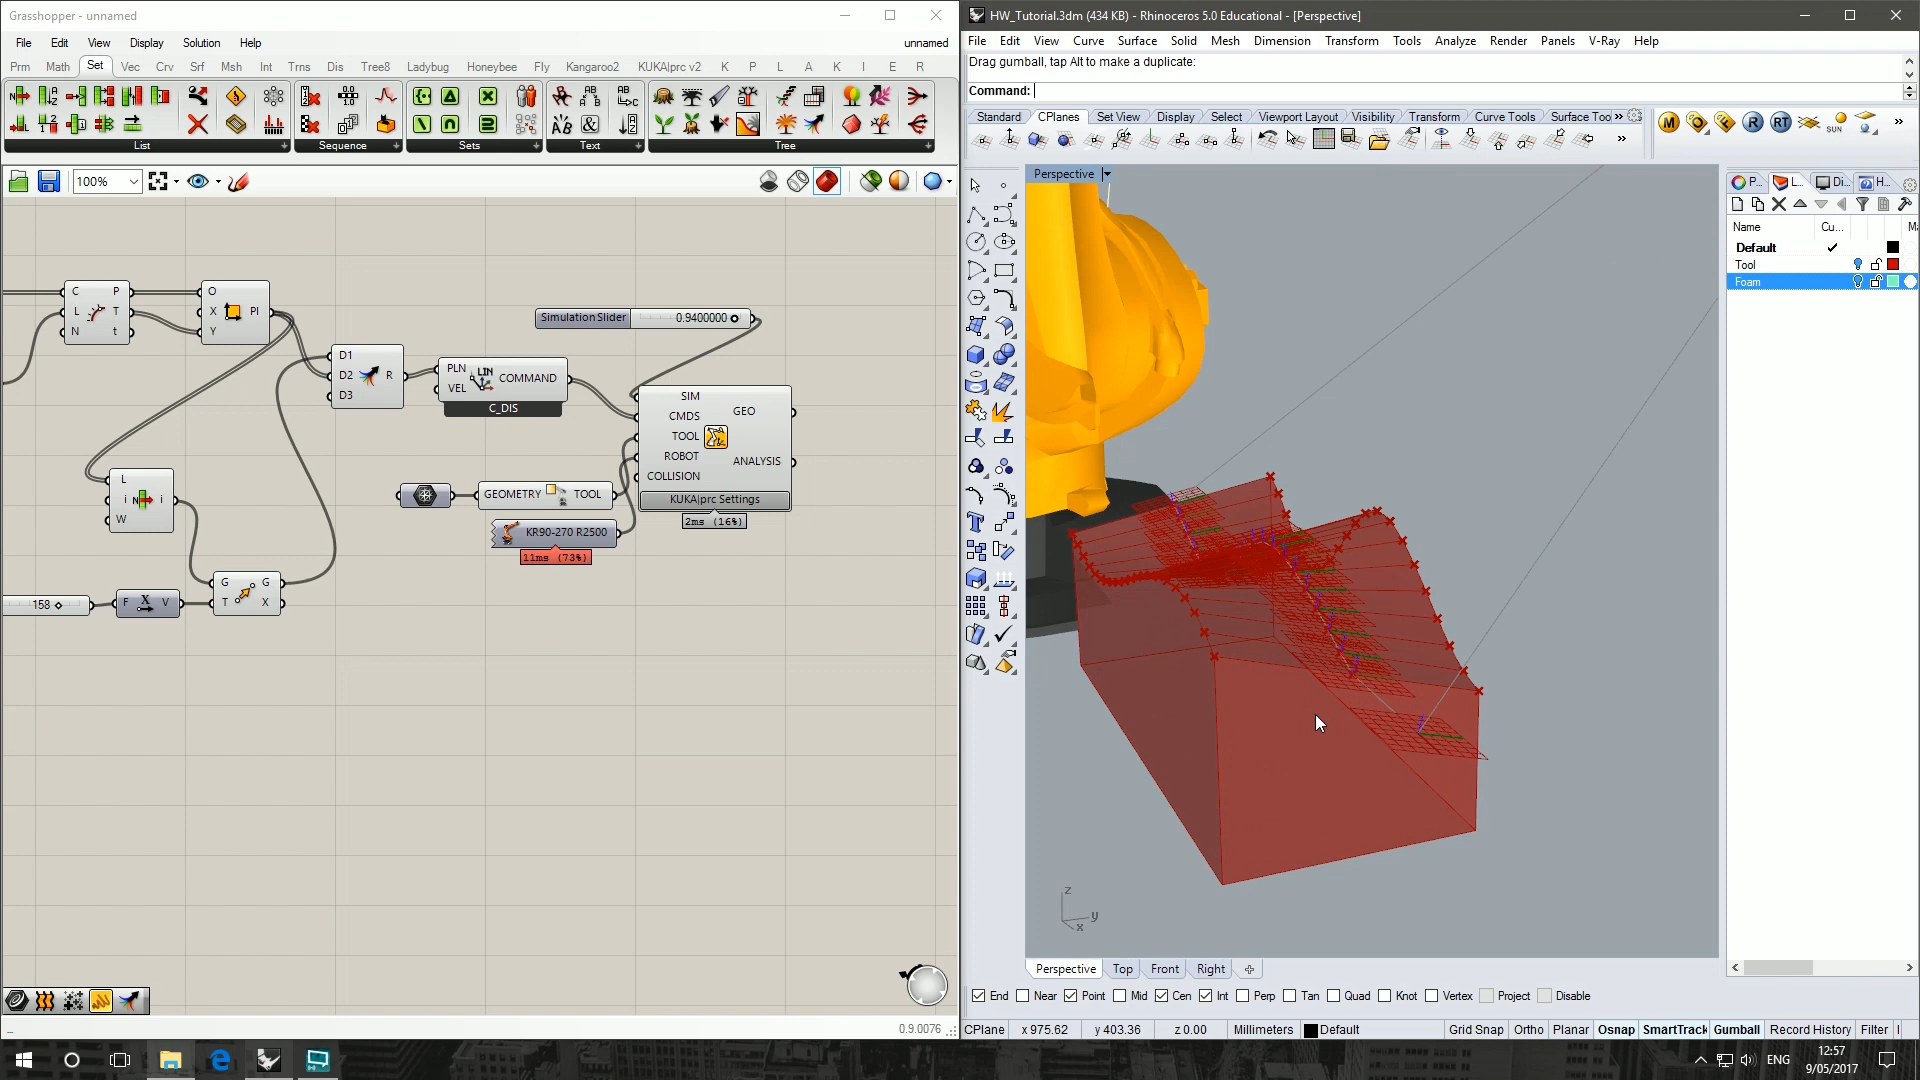 Grasshopper - unnamed
File Edit View Display Solution Help
unnamed
Prm Math Set Vec Crv Srf Msh Int Trns Dis Tree8 Ladybug Honeybee Fly Kangaroo2 KUKA|prc v2 K P L A K I E R
List Sequence Sets Text Tree
100%
C P
L T
N t
O
X Pl
Y
D1
D2 R
D3
PLN LIN COMMAND
VEL
C_DIS
Simulation Slider 0.9400000
SIM
CMDS GEO
TOOL
ROBOT ANALYSIS
COLLISION
KUKA|prc Settings
2ms (16%)
L
i i
W
GEOMETRY TOOL
KR90-270 R2500
11ms (73%)
158
F X V
G G
T X
0.9.0076
HW_Tutorial.3dm (434 KB) - Rhinoceros 5.0 Educational - [Perspective]
File Edit View Curve Surface Solid Mesh Dimension Transform Tools Analyze Render Panels V-Ray Help
Drag gumball, tap Alt to make a duplicate:
Command:
Standard CPlanes Set View Display Select Viewport Layout Visibility Transform Curve Tools Surface Too »
M R RT SUN »
Perspective
P... L... Di... H...
Name Cu... M
Default
Tool
Foam
z
y
x
Perspective Top Front Right
End Near Point Mid Cen Int Perp Tan Quad Knot Vertex Project Disable
CPlane x 975.62 y 403.36 z 0.00 Millimeters Default Grid Snap Ortho Planar Osnap SmartTrack Gumball Record History Filter
ENG
12:57
9/05/2017